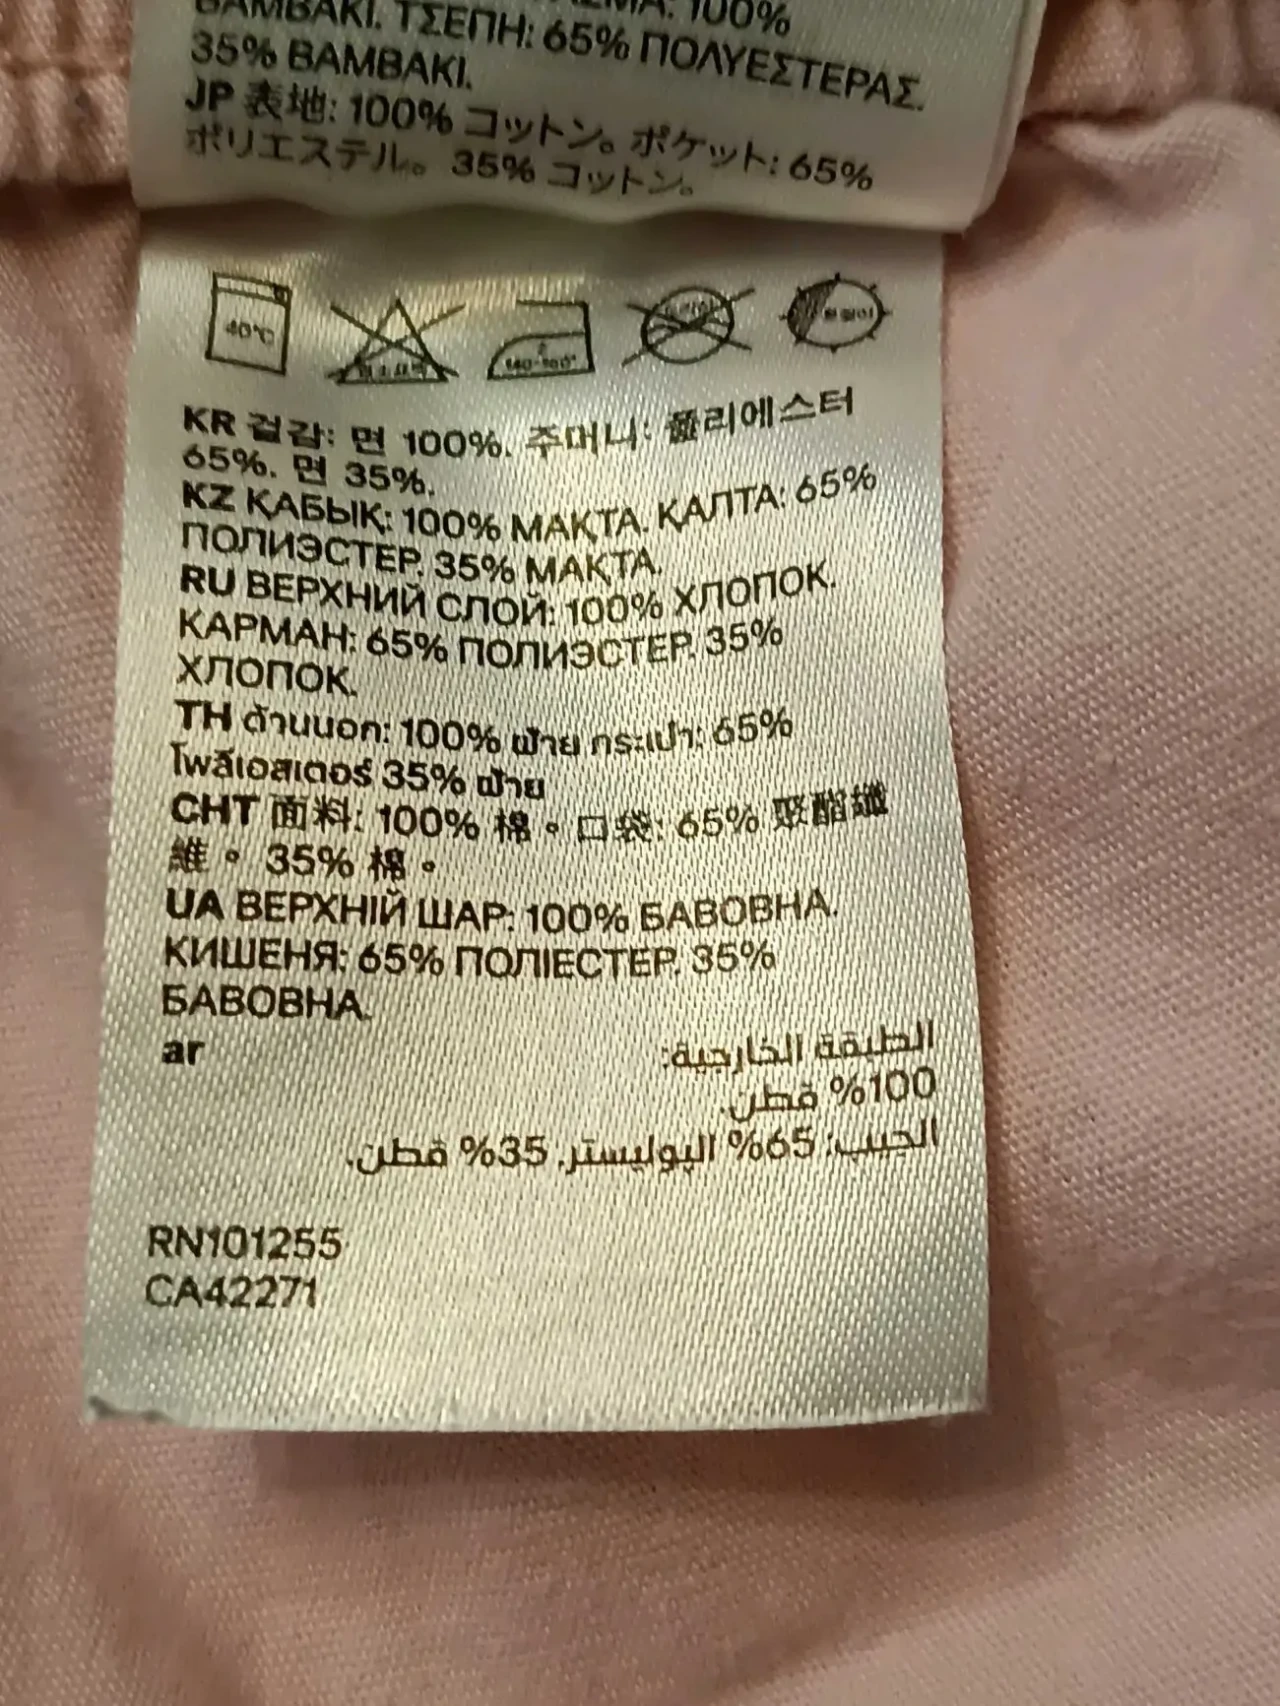 100%
ΒΑΜΒΑΚΙ. ΤΣΕΠΗ: 65% ΠΟΛΥΕΣΤΕΡΑΣ.
35% ΒΑΜΒΑΚΙ.
JP 表地: 100% コットン。ポケット: 65%
ポリエステル。 35% コットン。
40°C
KR 겉감: 면 100%. 주머니: 폴리에스터
65%. 면 35%.
KZ ҚАБЫҚ: 100% МАҚТА. ҚАЛТА: 65%
ПОЛИЭСТЕР. 35% МАҚТА.
RU ВЕРХНИЙ СЛОЙ: 100% ХЛОПОК.
КАРМАН: 65% ПОЛИЭСТЕР. 35%
ХЛОПОК.
TH ด้านนอก: 100% ฝ้าย กระเป๋า: 65%
โพลีเอสเตอร์ 35% ฝ้าย
CHT 面料: 100% 棉。口袋: 65% 聚酯纖
維。 35% 棉。
UA ВЕРХНІЙ ШАР: 100% БАВОВНА.
КИШЕНЯ: 65% ПОЛІЕСТЕР. 35%
БАВОВНА.
ar الطبقة الخارجية:
100% قطن.
الجيب: 65% البوليستر. 35% قطن.
RN101255
CA42271